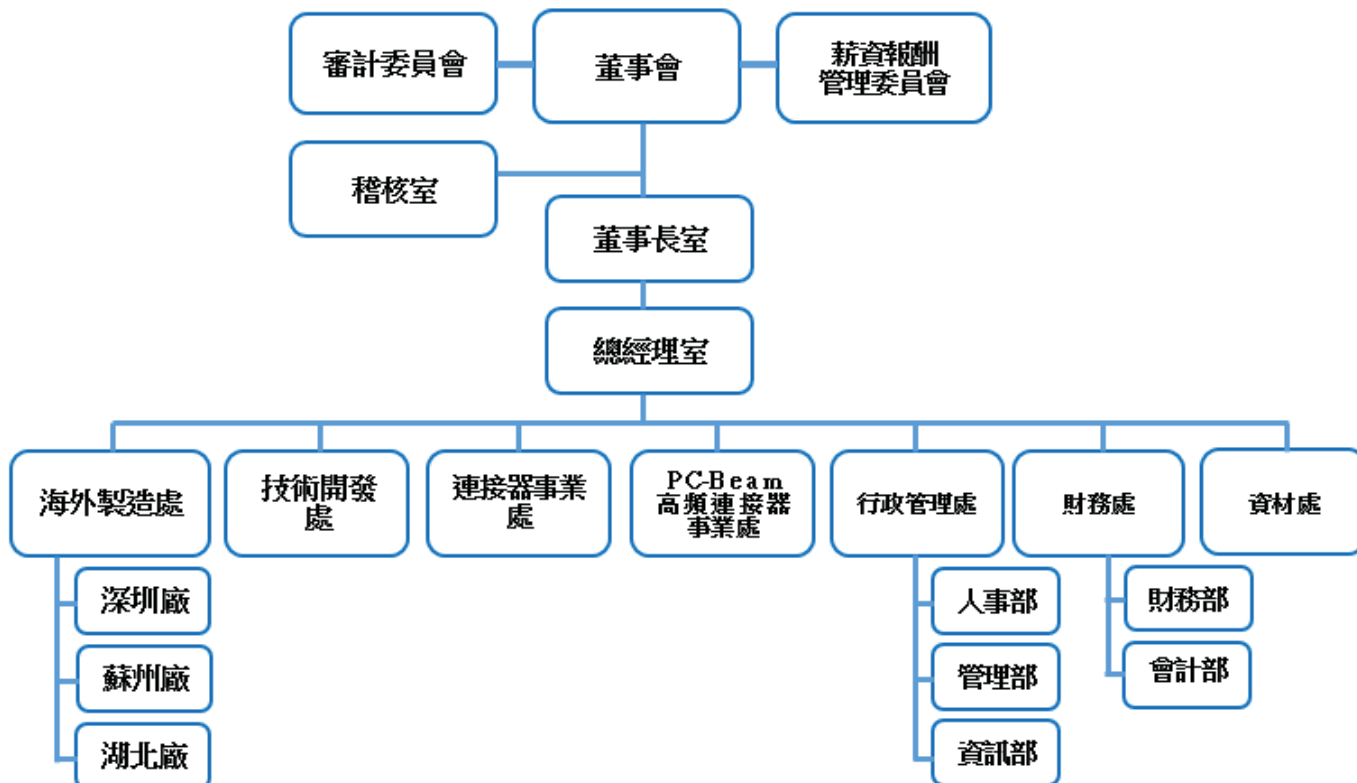 審計委員會
董事會
薪資報酬
管理委員會
稽核室
董事長室
總經理室
海外製造處
技術開發
處
連接器事業
處
PC-Beam
高頻連接器
事業處
行政管理處
財務處
資材處
深圳廠
蘇州廠
湖北廠
人事部
管理部
資訊部
財務部
會計部